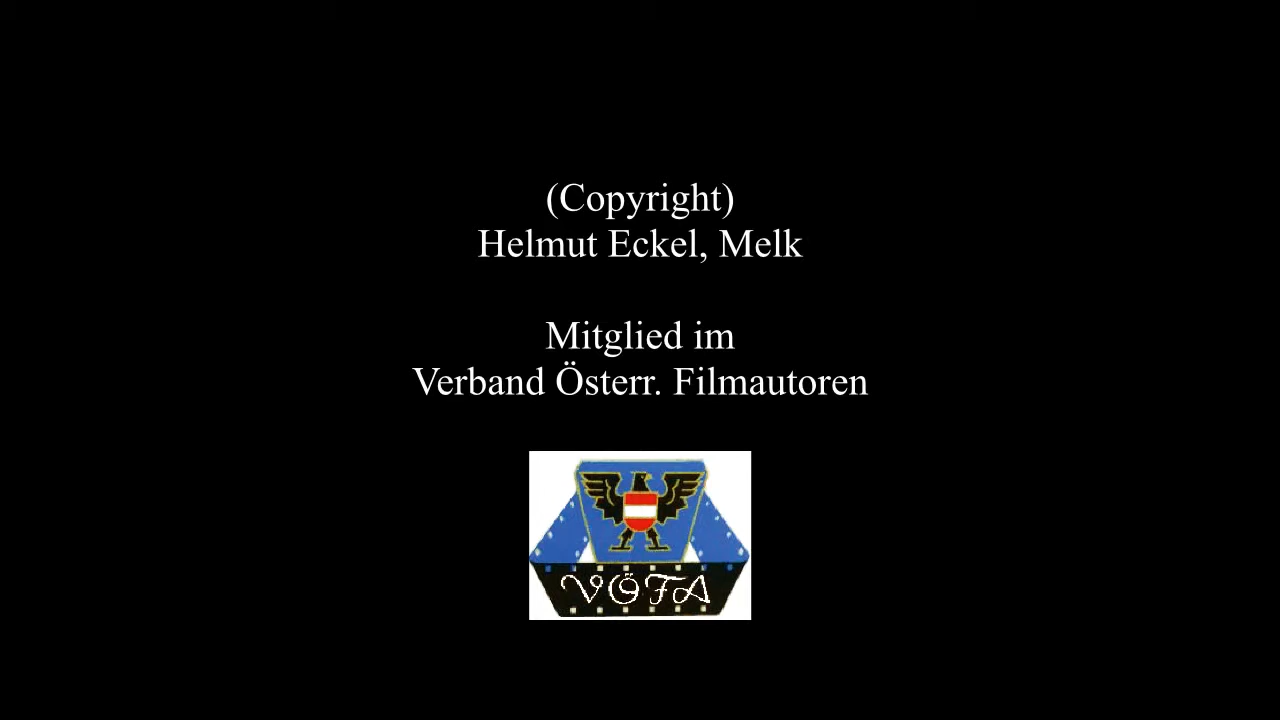 (Copyright)
Helmut Eckel, Melk
Mitglied im
Verband Österr. Filmautoren
VÖFA